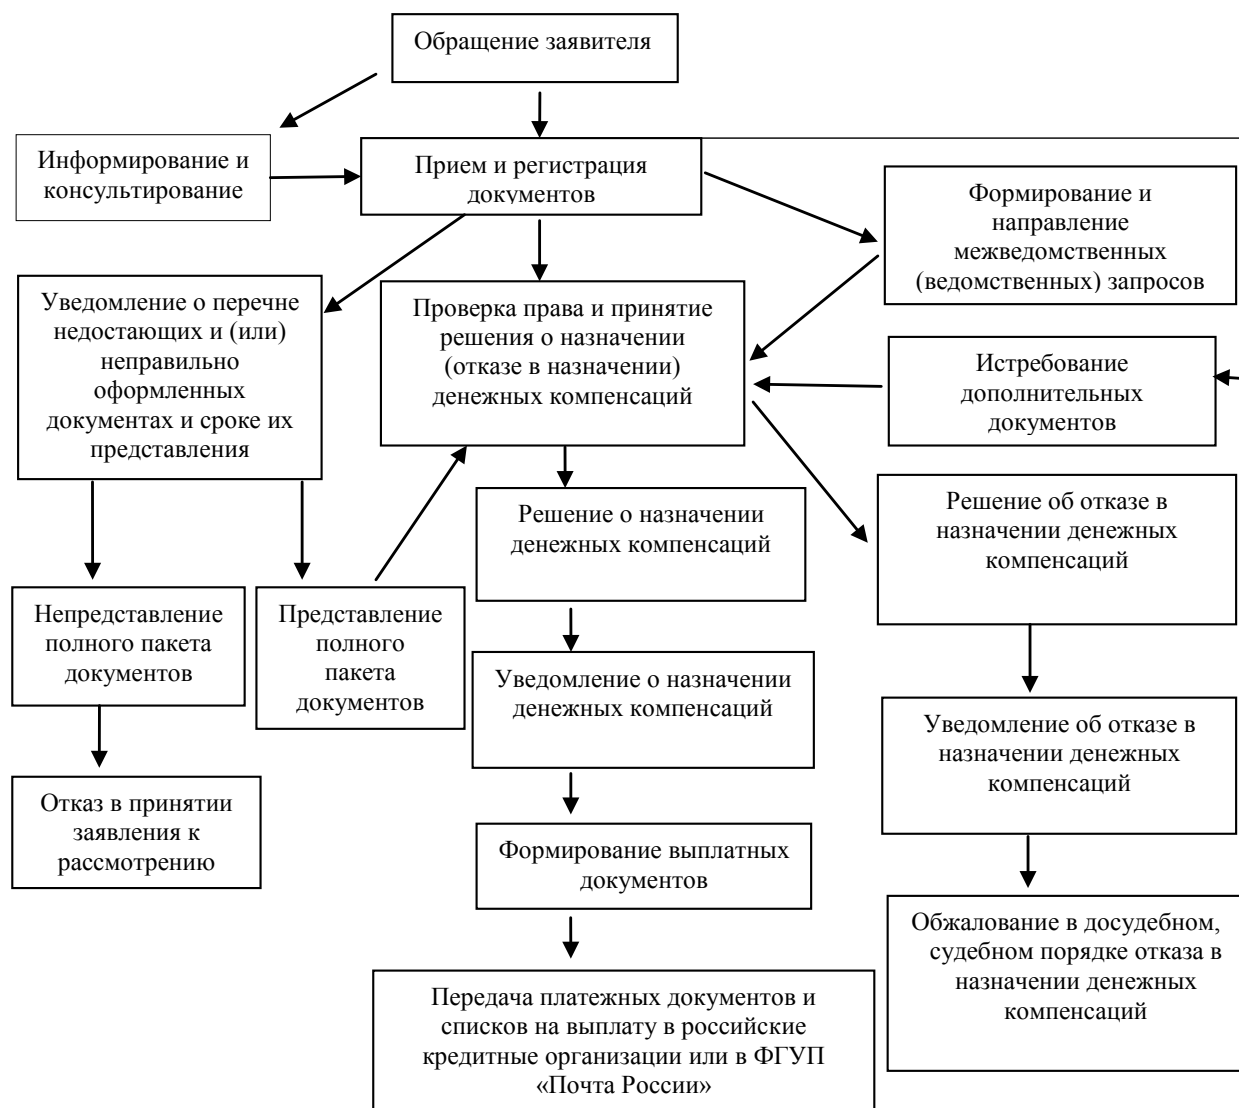 Обращение заявителя
Информирование и
консультирование
Прием и регистрация
документов
Формирование и
направление
межведомственных
(ведомственных) запросов
Уведомление о перечне
недостающих и (или)
неправильно
оформленных
документах и сроке их
представления
Проверка права и принятие
решения о назначении
(отказе в назначении)
денежных компенсаций
Истребование
дополнительных
документов
Решение о назначении
денежных компенсаций
Решение об отказе в
назначении денежных
компенсаций
Непредставление
полного пакета
документов
Представление
полного
пакета
документов
Уведомление о назначении
денежных компенсаций
Уведомление об отказе в
назначении денежных
компенсаций
Отказ в принятии
заявления к
рассмотрению
Формирование выплатных
документов
Обжалование в досудебном,
судебном порядке отказа в
назначении денежных
компенсаций
Передача платежных документов и
списков на выплату в российские
кредитные организации или в ФГУП
«Почта России»